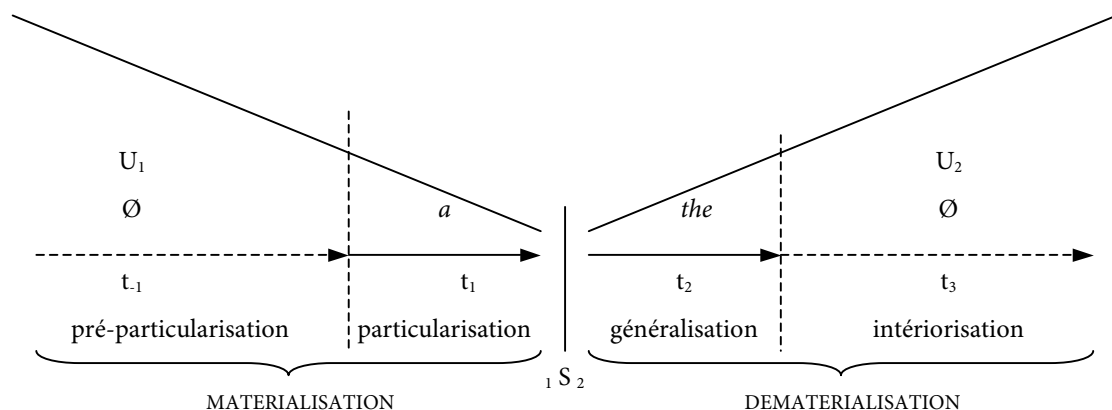 U₁ U₂
Ø a the Ø
t₋₁ t₁ t₂ t₃
pré-particularisation particularisation généralisation intériorisation
₁ S ₂
MATERIALISATION DEMATERIALISATION